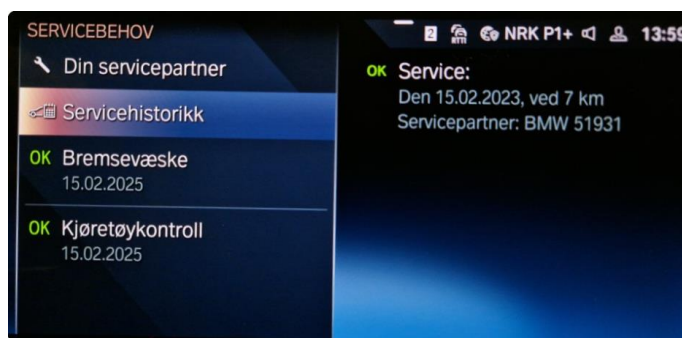 SERVICEBEHOV
Din servicepartner
Servicehistorikk
OK Bremsevæske
15.02.2025
OK Kjøretøykontroll
15.02.2025
2 NRK P1+ 13:59
OK Service:
Den 15.02.2023, ved 7 km
Servicepartner: BMW 51931